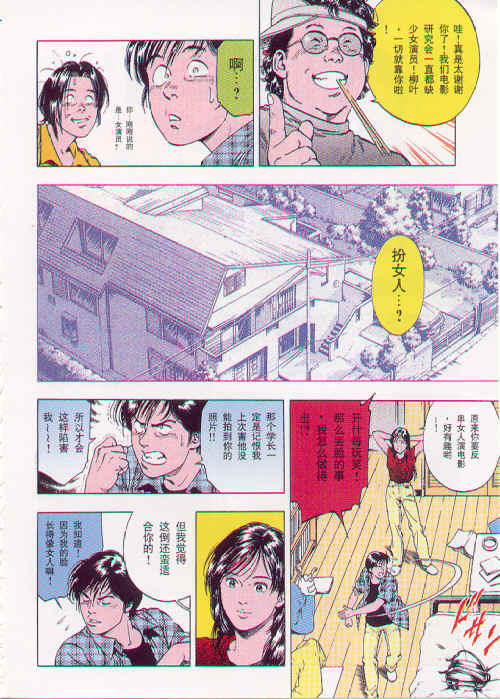 哇!真是太谢谢
你了!我们电影
研究会一直都缺
少女演员!柳叶
,一切就靠你啦
!
啊…?
你…刚刚说的
是…女演员!
扮女人…?
原来你要反
串女人演电影
…!好有趣哟
开什么玩笑!
那么丢脸的事
,我怎么做得
出!?
那个学长一
定是记恨我
上次害他没
能拍到你的
照片!!
所以才会
这样陷害
我~~!
但我觉得
这倒还蛮适
合你的!
我知道!
因为我的脸
长得像女人嘛!